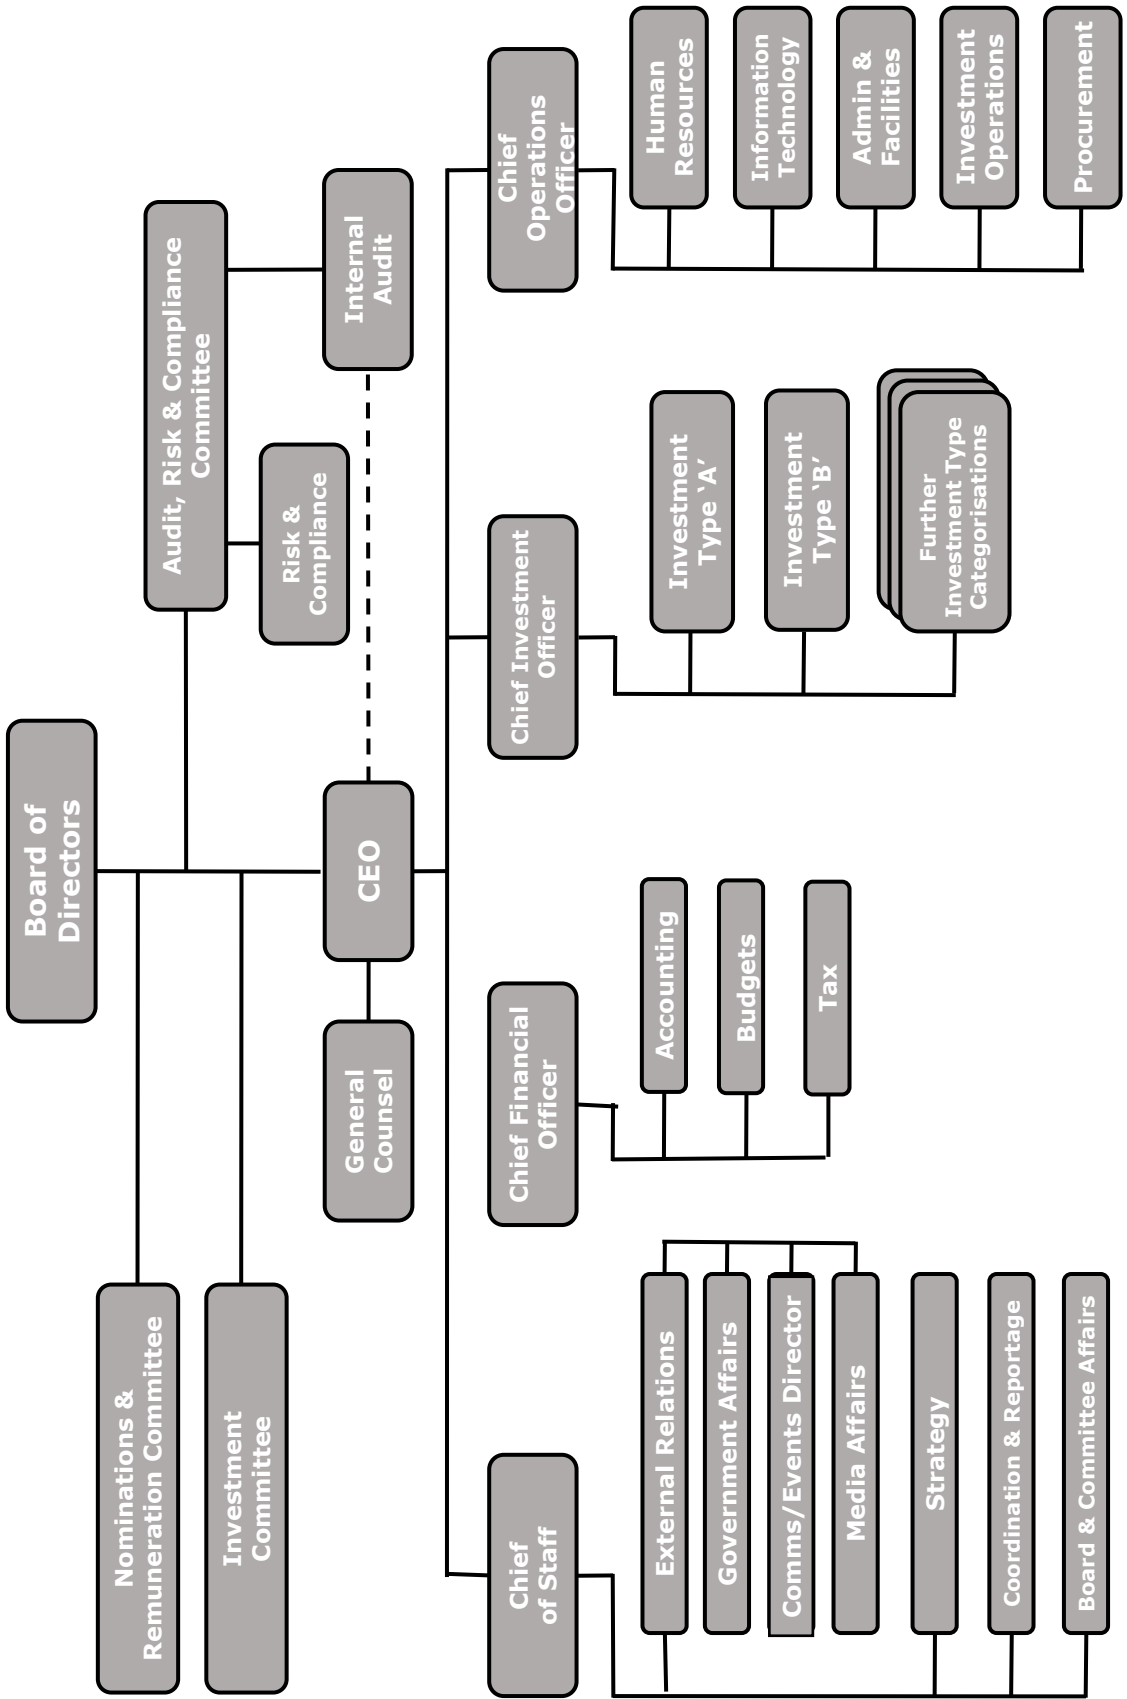 Board of
Directors
Nominations &
Remuneration Committee
Audit, Risk & Compliance
Committee
Investment
Committee
Risk &
Compliance
General
Counsel
CEO
Internal
Audit
Chief
of Staff
Chief Financial
Officer
Chief Investment
Officer
Chief
Operations
Officer
External Relations
Government Affairs
Comms/Events Director
Media Affairs
Strategy
Coordination & Reportage
Board & Committee Affairs
Accounting
Budgets
Tax
Investment
Type ‘A’
Investment
Type ‘B’
Further
Investment Type
Categorisations
Human
Resources
Information
Technology
Admin &
Facilities
Investment
Operations
Procurement